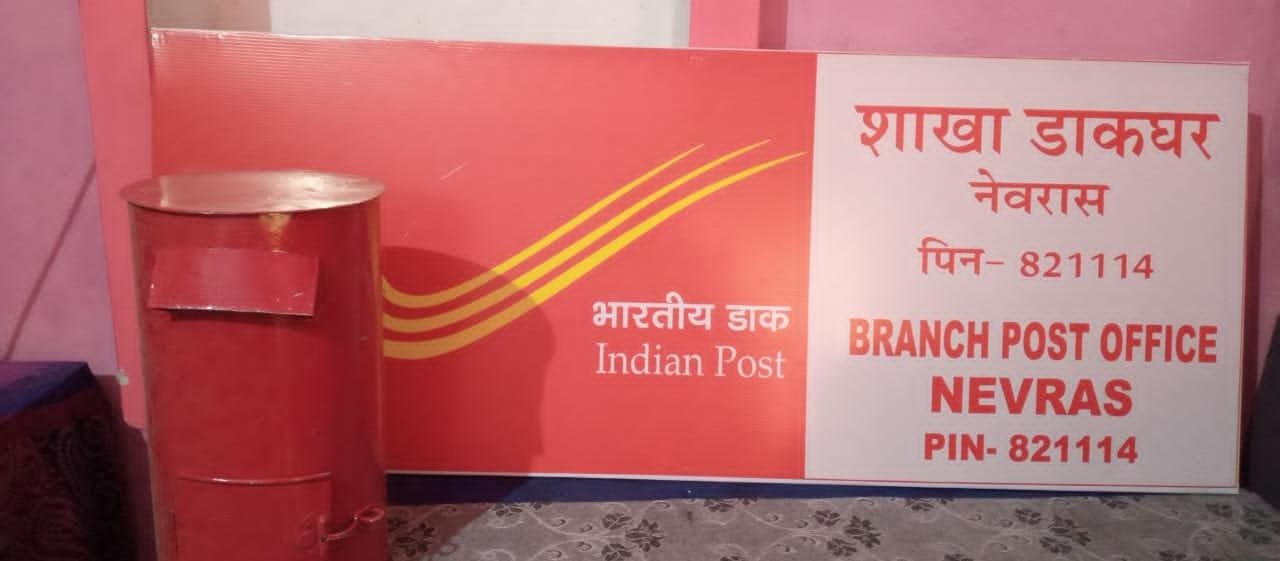 भारतीय डाक
Indian Post
शाखा डाकघर
नेवरास
पिन- 821114
BRANCH POST OFFICE
NEVRAS
PIN- 821114